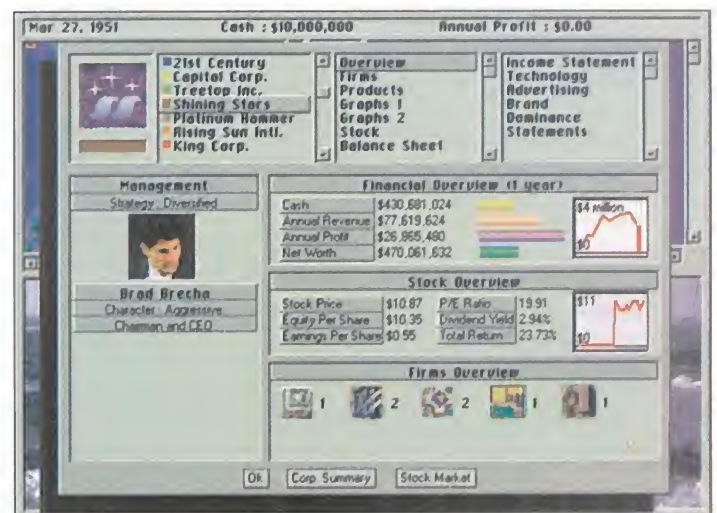 Mar 27, 1951 Cash : $10,000,000 Annual Profit : $0.00
21st Century
Capitol Corp.
Treetop Inc.
Shining Stars
Platinum Hammer
Rising Sun Intl.
King Corp.
Overview
Firms
Products
Graphs 1
Graphs 2
Stock
Balance Sheet
Income Statement
Technology
Advertising
Brand
Dominance
Statements
Management
Strategy : Diversified
Brad Brecha
Character : Aggressive
Chairman and CEO
Financial Overview (1 year)
Cash $430,681,024
Annual Revenue $77,619,624
Annual Profit $26,865,480
Net Worth $470,061,632
$4 million
$0
Stock Overview
Stock Price $10.87 P/E Ratio 19.91
Equity Per Share $10.35 Dividend Yield 2.94%
Earnings Per Share $0.55 Total Return 23.73%
$11
$0
Firms Overview
1 2 2 1 1
Ok Corp. Summary Stock Market